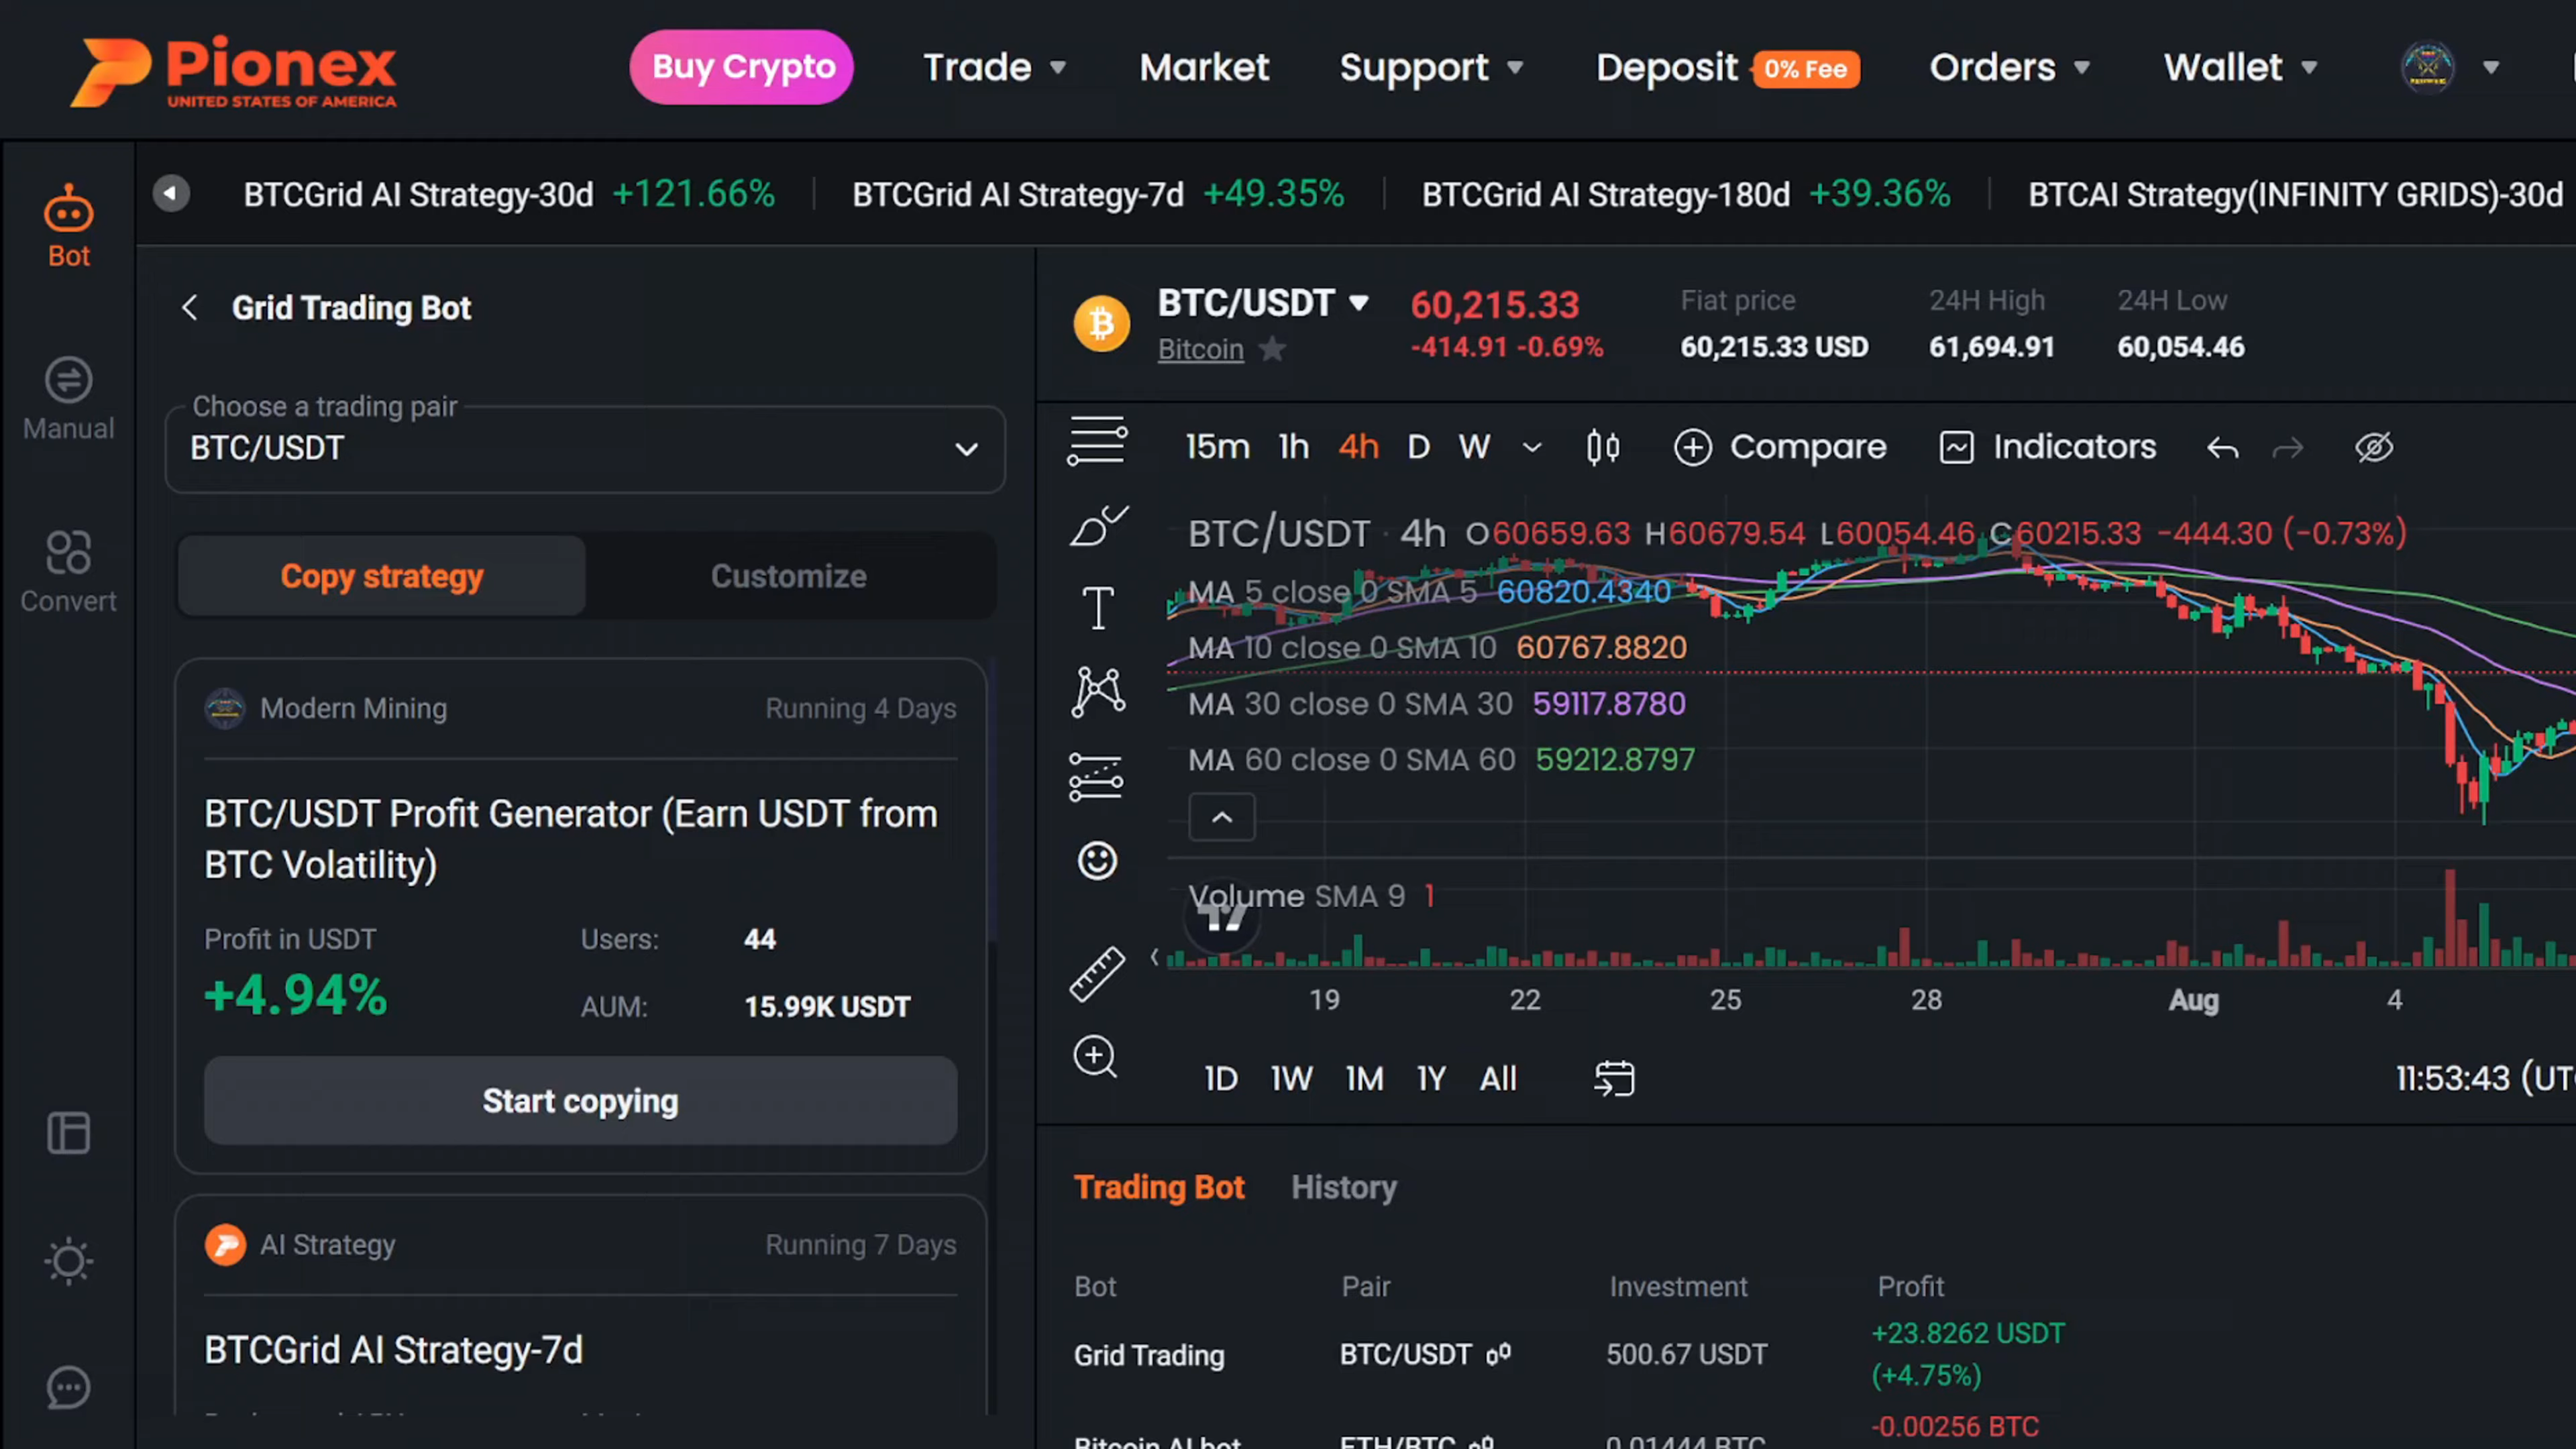 Pionex
UNITED STATES OF AMERICA
Buy Crypto
Trade
Market
Support
Deposit 0% Fee
Orders
Wallet
BTCGrid AI Strategy-30d +121.66%
BTCGrid AI Strategy-7d +49.35%
BTCGrid AI Strategy-180d +39.36%
BTCAI Strategy(INFINITY GRIDS)-30d
Bot
Manual
Convert
Grid Trading Bot
Choose a trading pair
BTC/USDT
Copy strategy
Customize
Modern Mining
Running 4 Days
BTC/USDT Profit Generator (Earn USDT from
BTC Volatility)
Profit in USDT
+4.94%
Users: 44
AUM: 15.99K USDT
Start copying
AI Strategy
Running 7 Days
BTCGrid AI Strategy-7d
BTC/USDT
Bitcoin
60,215.33
-414.91 -0.69%
Fiat price
60,215.33 USD
24H High
61,694.91
24H Low
60,054.46
15m 1h 4h D W
Compare
Indicators
BTC/USDT · 4h O60659.63 H60679.54 L60054.46 C60215.33 -444.30 (-0.73%)
MA 5 close 0 SMA 5 60820.4340
MA 10 close 0 SMA 10 60767.8820
MA 30 close 0 SMA 30 59117.8780
MA 60 close 0 SMA 60 59212.8797
Volume SMA 9 1
19 22 25 28 Aug 4
1D 1W 1M 1Y All
11:53:43 (UTC
Trading Bot
History
Bot Pair Investment Profit
Grid Trading BTC/USDT 500.67 USDT +23.8262 USDT
(+4.75%)
Bitcoin AI bot ETH/BTC 0.01444 BTC -0.00256 BTC